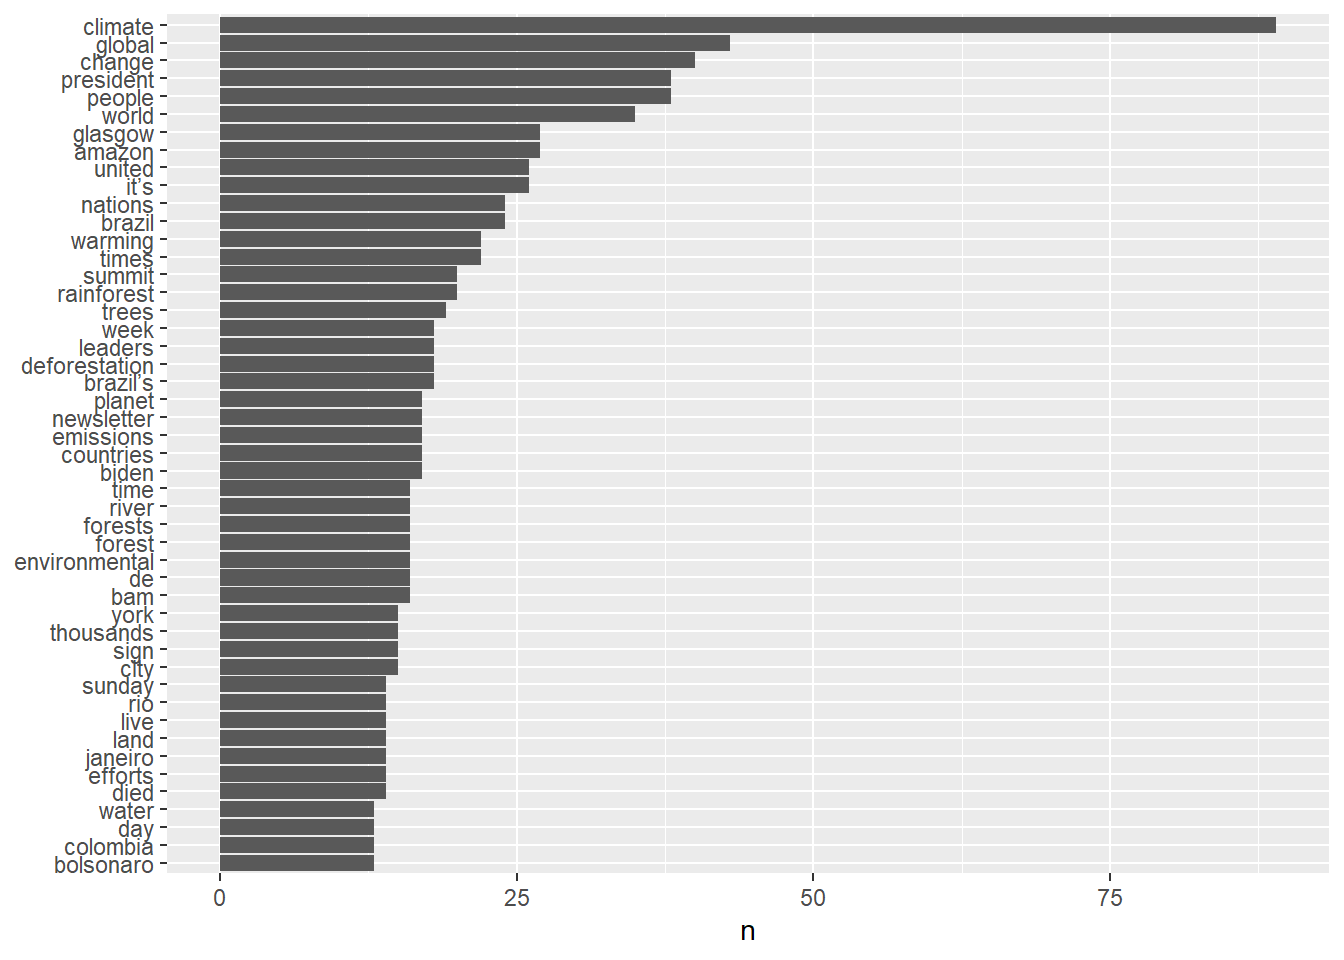 climate
global
change
president
people
world
glasgow
amazon
united
it’s
nations
brazil
warming
times
summit
rainforest
trees
week
leaders
deforestation
brazil’s
planet
newsletter
emissions
countries
biden
time
river
forests
forest
environmental
de
bam
york
thousands
sign
city
sunday
rio
live
land
janeiro
efforts
died
water
day
colombia
bolsonaro
0 25 50 75
n